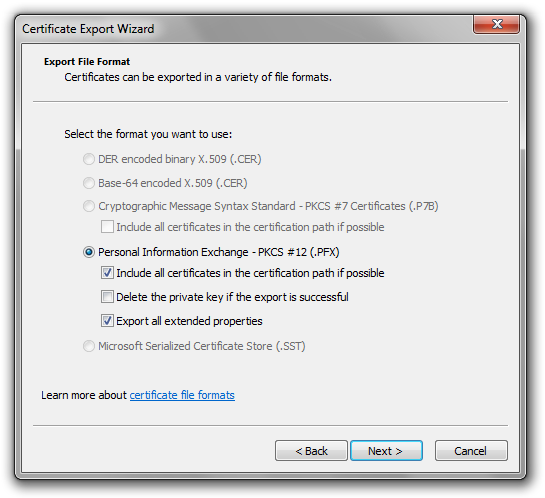 Certificate Export Wizard
Export File Format
Certificates can be exported in a variety of file formats.
Select the format you want to use:
DER encoded binary X.509 (.CER)
Base-64 encoded X.509 (.CER)
Cryptographic Message Syntax Standard - PKCS #7 Certificates (.P7B)
Include all certificates in the certification path if possible
Personal Information Exchange - PKCS #12 (.PFX)
Include all certificates in the certification path if possible
Delete the private key if the export is successful
Export all extended properties
Microsoft Serialized Certificate Store (.SST)
Learn more about certificate file formats
< Back Next > Cancel